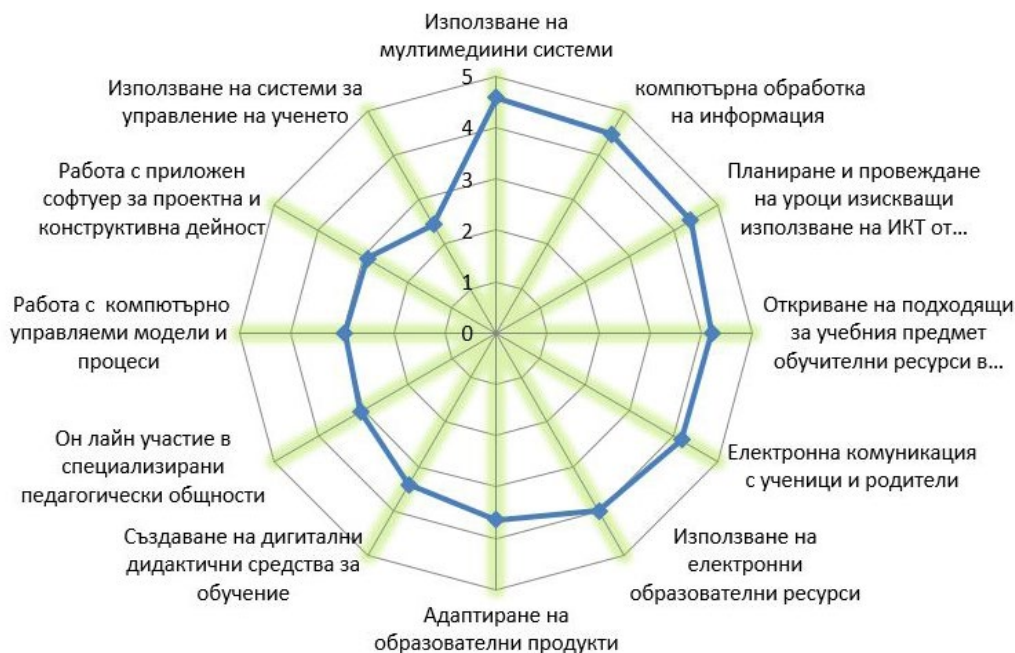 Използване на
мултимедиини системи
компютърна обработка
на информация
Планиране и провеждане
на уроци изискващи
използване на ИКТ от...
Откриване на подходящи
за учебния предмет
обучителни ресурси в...
Електронна комуникация
с ученици и родители
Използване на
електронни
образователни ресурси
Адаптиране на
образователни продукти
Създаване на дигитални
дидактични средства за
обучение
Он лайн участие в
специализирани
педагогически общности
Работа с  компютърно
управляеми модели и
процеси
Работа с приложен
софтуер за проектна и
конструктивна дейност
Използване на системи за
управление на ученето
5
4
3
2
1
0